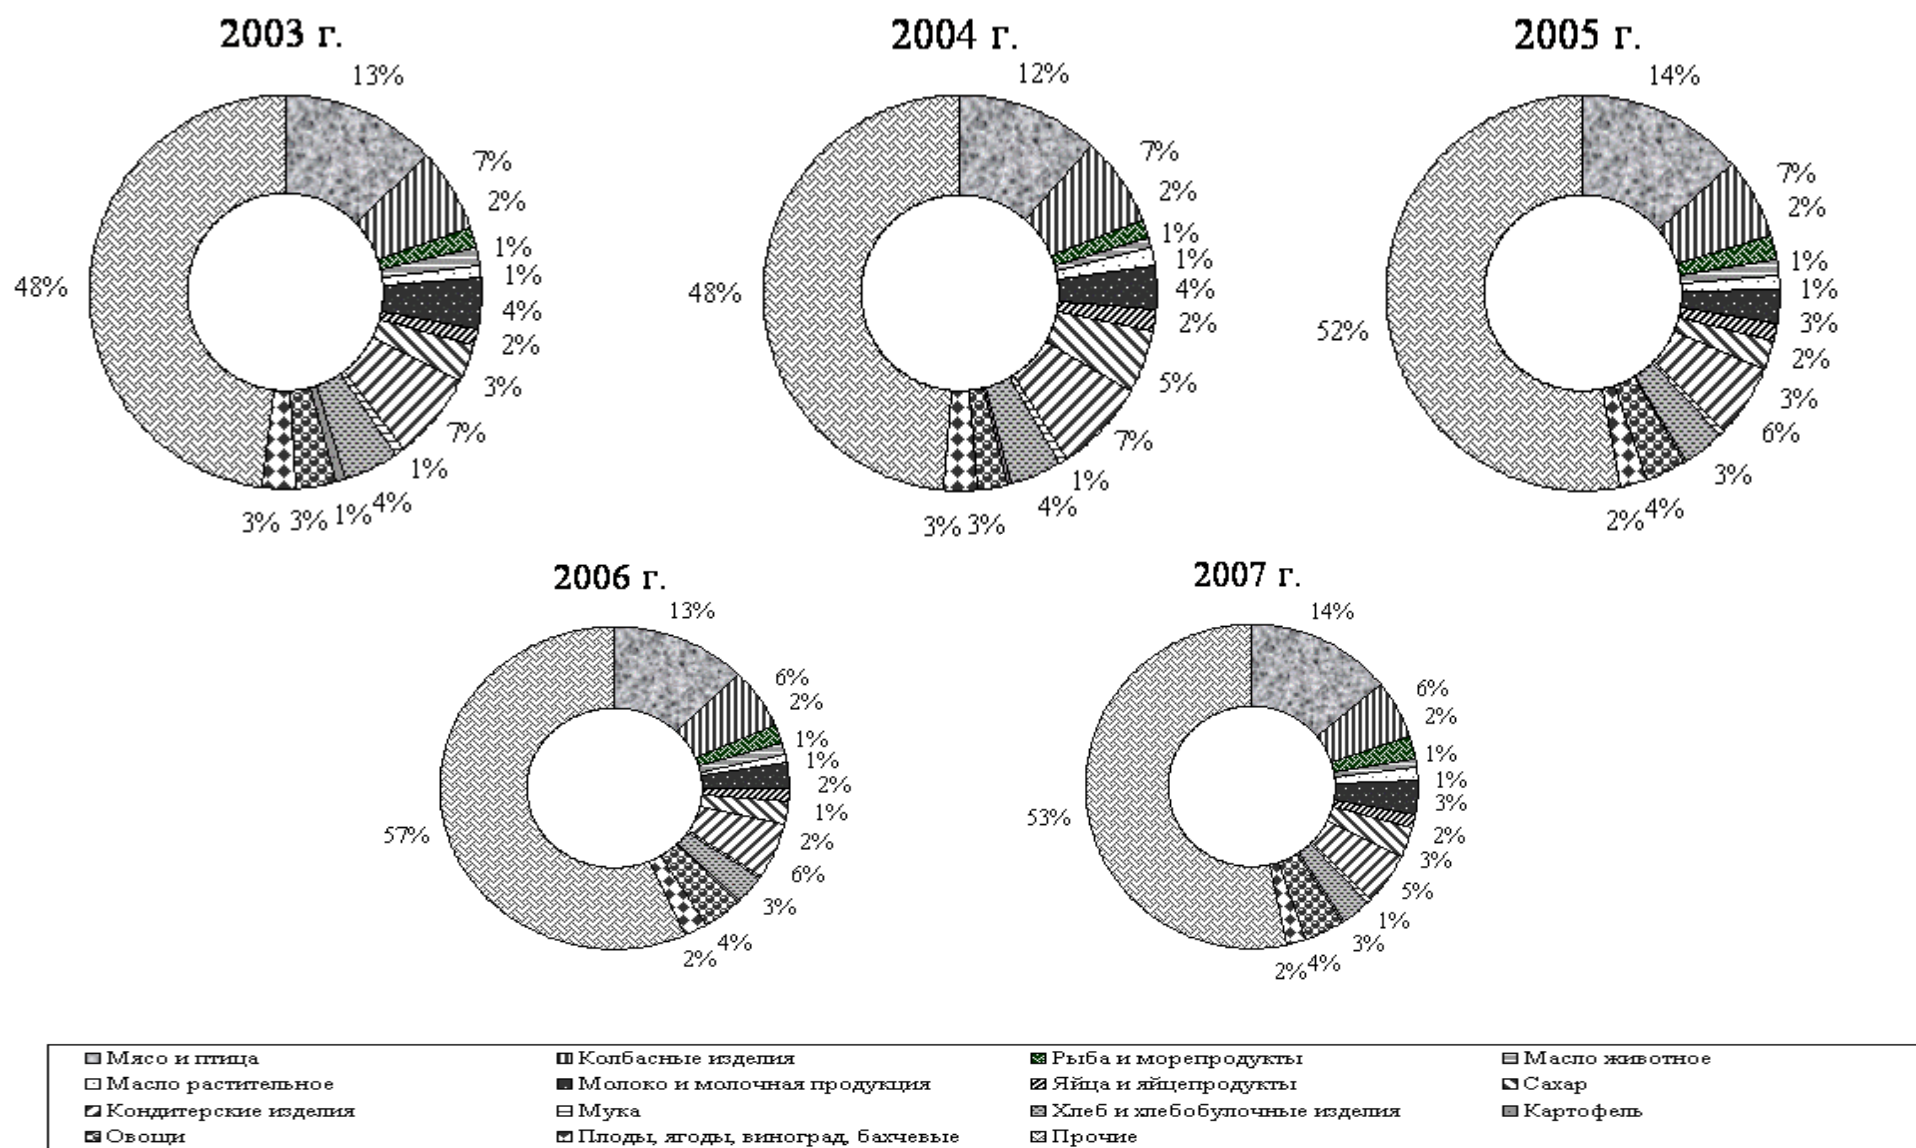 2003 г. 2004 г. 2005 г.
13% 12% 14%
7% 7% 7%
2% 2% 2%
1% 1% 1%
1% 1% 1%
48% 4% 48% 4% 52% 3%
2% 2% 2%
3% 5% 3%
7% 7% 6%
1% 1% 3%
3% 3% 1% 4% 3% 3% 4% 2% 4%
2006 г. 2007 г.
13% 14%
6% 6%
2% 2%
1% 1%
1% 1%
2% 3%
57% 1% 53% 2%
2% 3%
6% 5%
3% 1%
4% 3%
2% 2% 4%
Мясо и птица Колбасные изделия Рыба и морепродукты Масло животное
Масло растительное Молоко и молочная продукция Яйца и яйцепродукты Сахар
Кондитерские изделия Мука Хлеб и хлебобулочные изделия Картофель
Овощи Плоды, ягоды, виноград, бахчевые Прочие